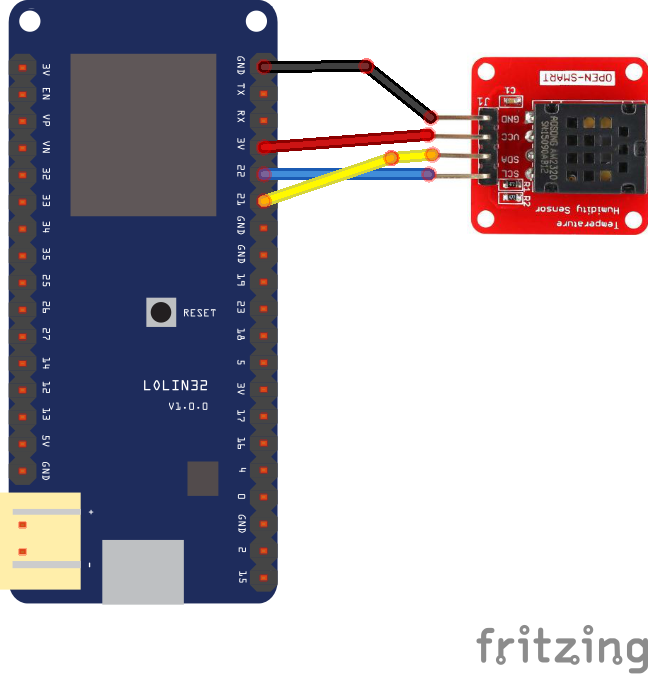 3V
EN
VP
VN
32
33
34
35
25
26
27
14
12
13
5V
GND
GND
TX
RX
3V
22
21
GND
GND
19
23
18
5
3V
17
16
4
0
GND
2
15
RESET
LOLIN32
V1.0.0
+
-
OPEN-SMART
C1
J1
GND
VCC
SDA
SCL
R1
R2
AOSONG AM2320
Temperature
Humidity Sensor
fritzing